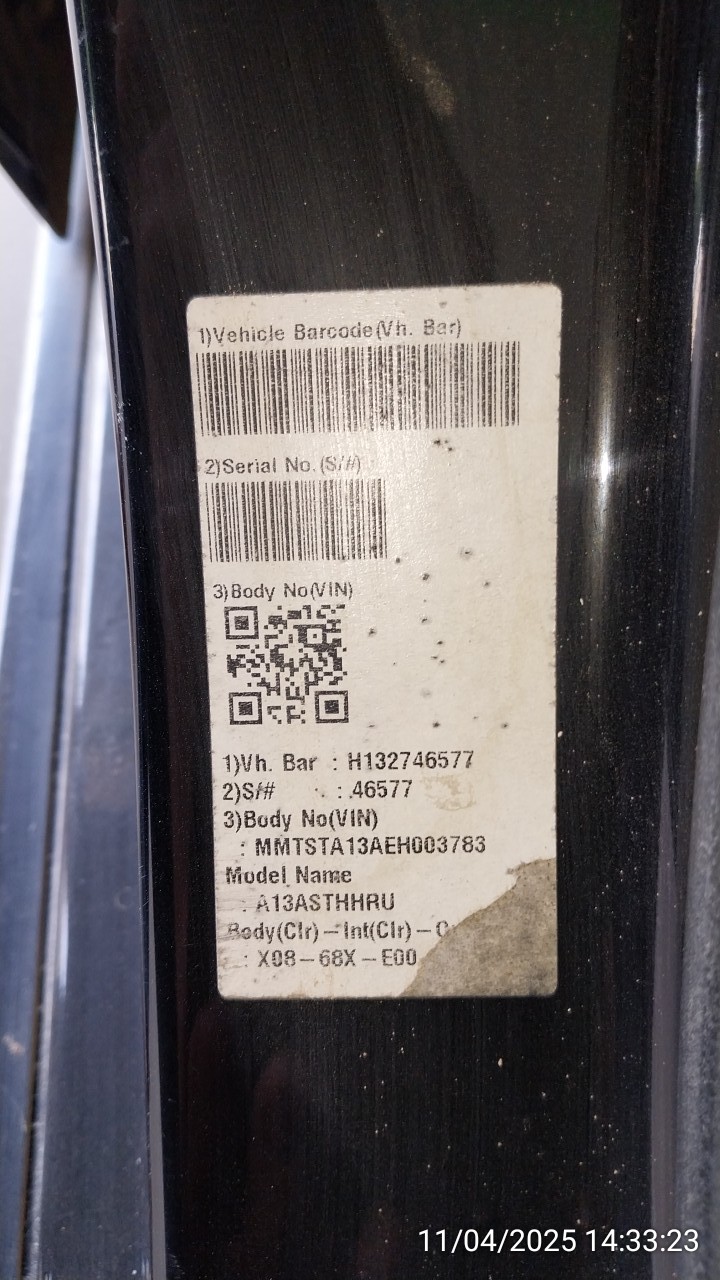 1)Vehicle Barcode(Vh. Bar)
2)Serial No.(S/#)
3)Body No(VIN)
1)Vh. Bar : H132746577
2)S/# : 46577
3)Body No(VIN)
: MMTSTA13AEH003783
Model Name
: A13ASTHHRU
Body(Clr)–Int(Clr)–
: X08–68X–E00
11/04/2025 14:33:23